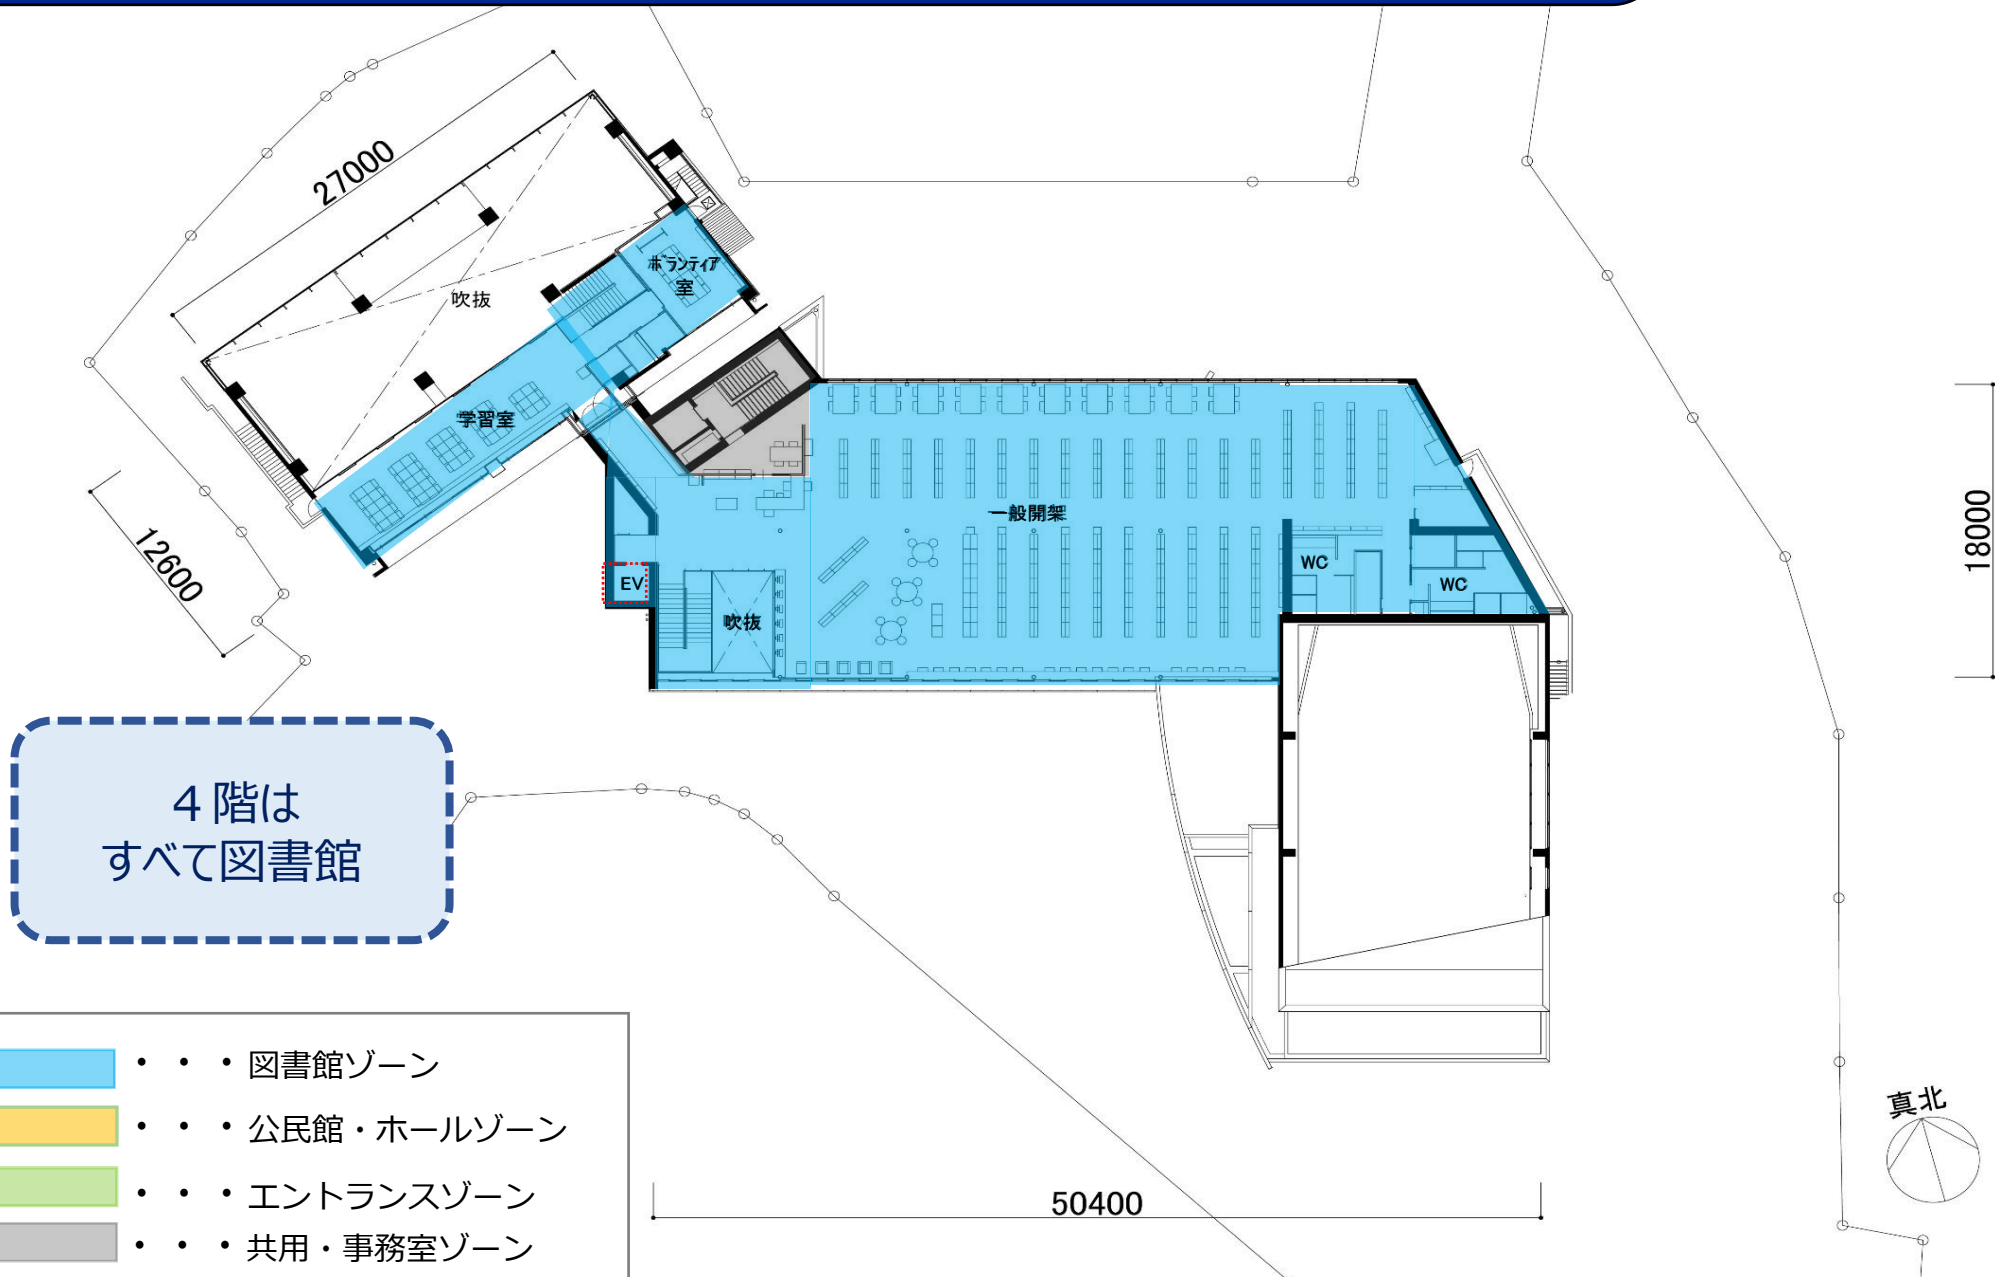 27000
ボランティア
室
吹抜
学習室
12600
一般開架
WC
WC
EV
吹抜
18000
４階は
すべて図書館
・・・図書館ゾーン
・・・公民館・ホールゾーン
・・・エントランスゾーン
・・・共用・事務室ゾーン
50400
真北